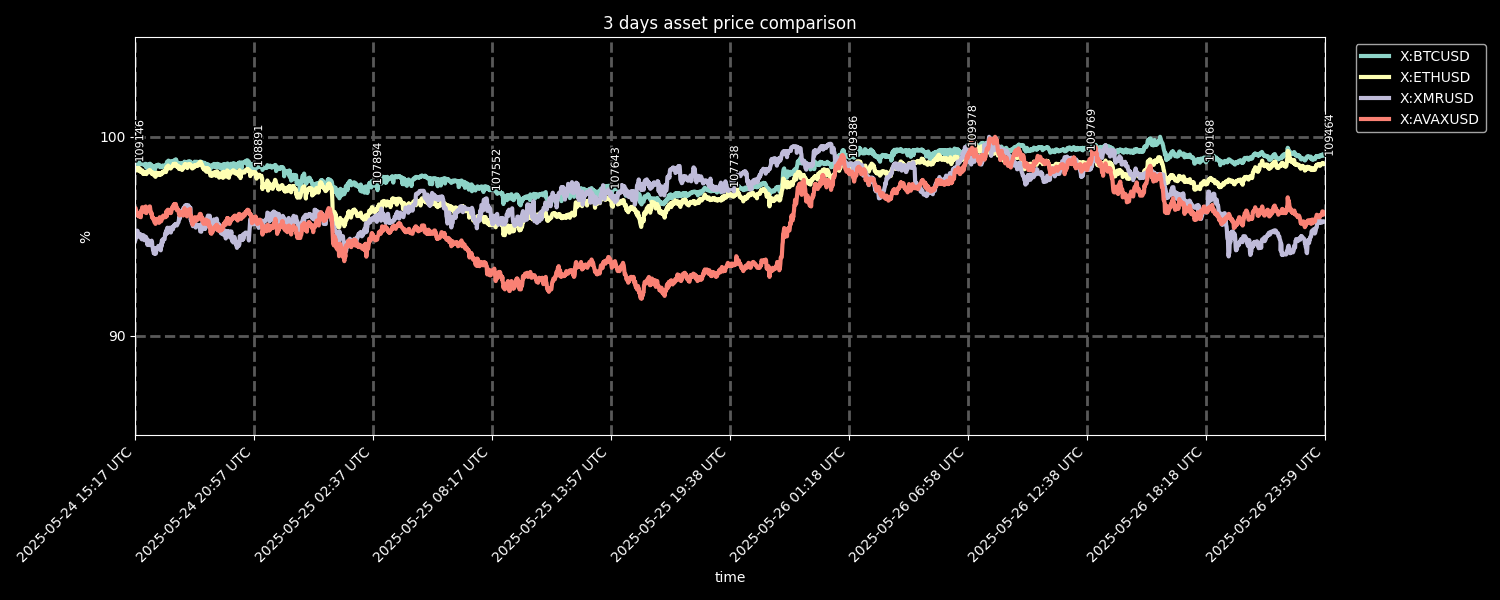 3 days asset price comparison
X:BTCUSD
X:ETHUSD
X:XMRUSD
X:AVAXUSD
100
90
%
109146
108891
107894
107552
107643
107738
109386
109978
109769
109168
109464
2025-05-24 15:17 UTC
2025-05-24 20:57 UTC
2025-05-25 02:37 UTC
2025-05-25 08:17 UTC
2025-05-25 13:57 UTC
2025-05-25 19:38 UTC
2025-05-26 01:18 UTC
2025-05-26 06:58 UTC
2025-05-26 12:38 UTC
2025-05-26 18:18 UTC
2025-05-26 23:59 UTC
time